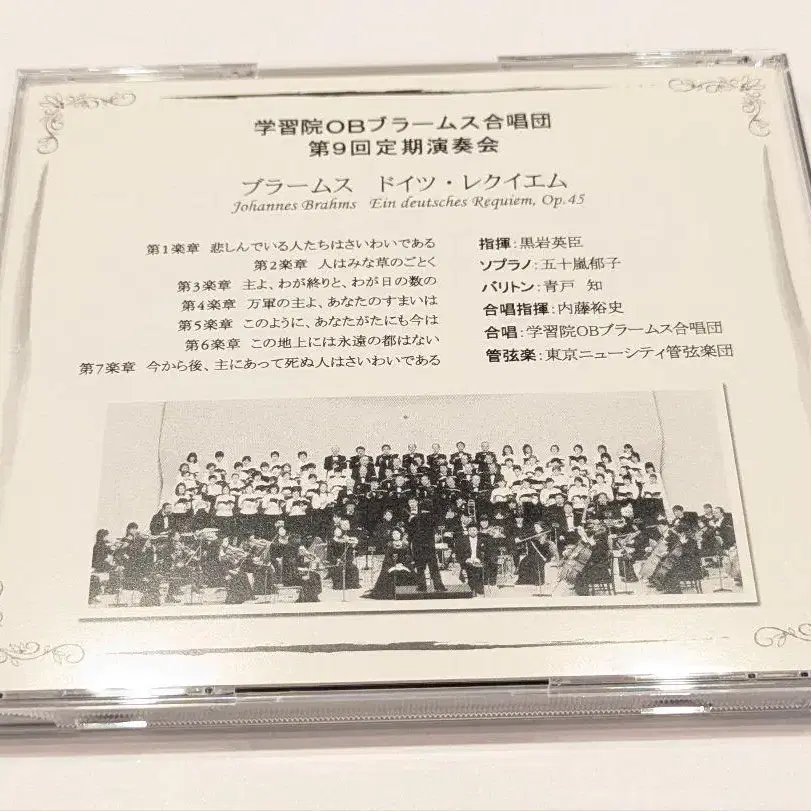 学習院OBブラームス合唱団
第9回定期演奏会
ブラームス ドイツ・レクイエム
Johannes Brahms Ein deutsches Requiem, Op.45
第1楽章 悲しんでいる人たちはさいわいである
第2楽章 人はみな草のごとく
第3楽章 主よ、わが終りと、わが日の数の
第4楽章 万軍の主よ、あなたのすまいは
第5楽章 このように、あなたがたにも今は
第6楽章 この地上には永遠の都はない
第7楽章 今から後、主にあって死ぬ人はさいわいである
指揮:黒岩英臣
ソプラノ:五十嵐郁子
バリトン:青戸 知
合唱指揮:内藤裕史
合唱:学習院OBブラームス合唱団
管弦楽:東京ニューシティ管弦楽団